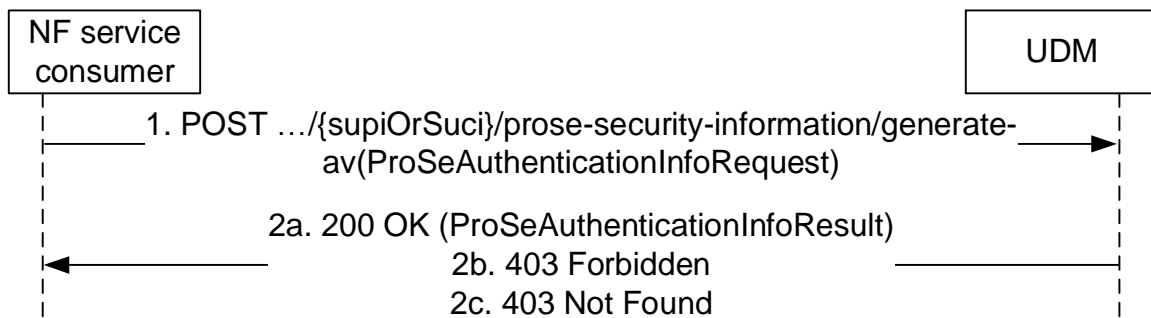 NF service
consumer
UDM
1. POST …/{supiOrSuci}/prose-security-information/generate-
av(ProSeAuthenticationInfoRequest)
2a. 200 OK (ProSeAuthenticationInfoResult)
2b. 403 Forbidden
2c. 403 Not Found